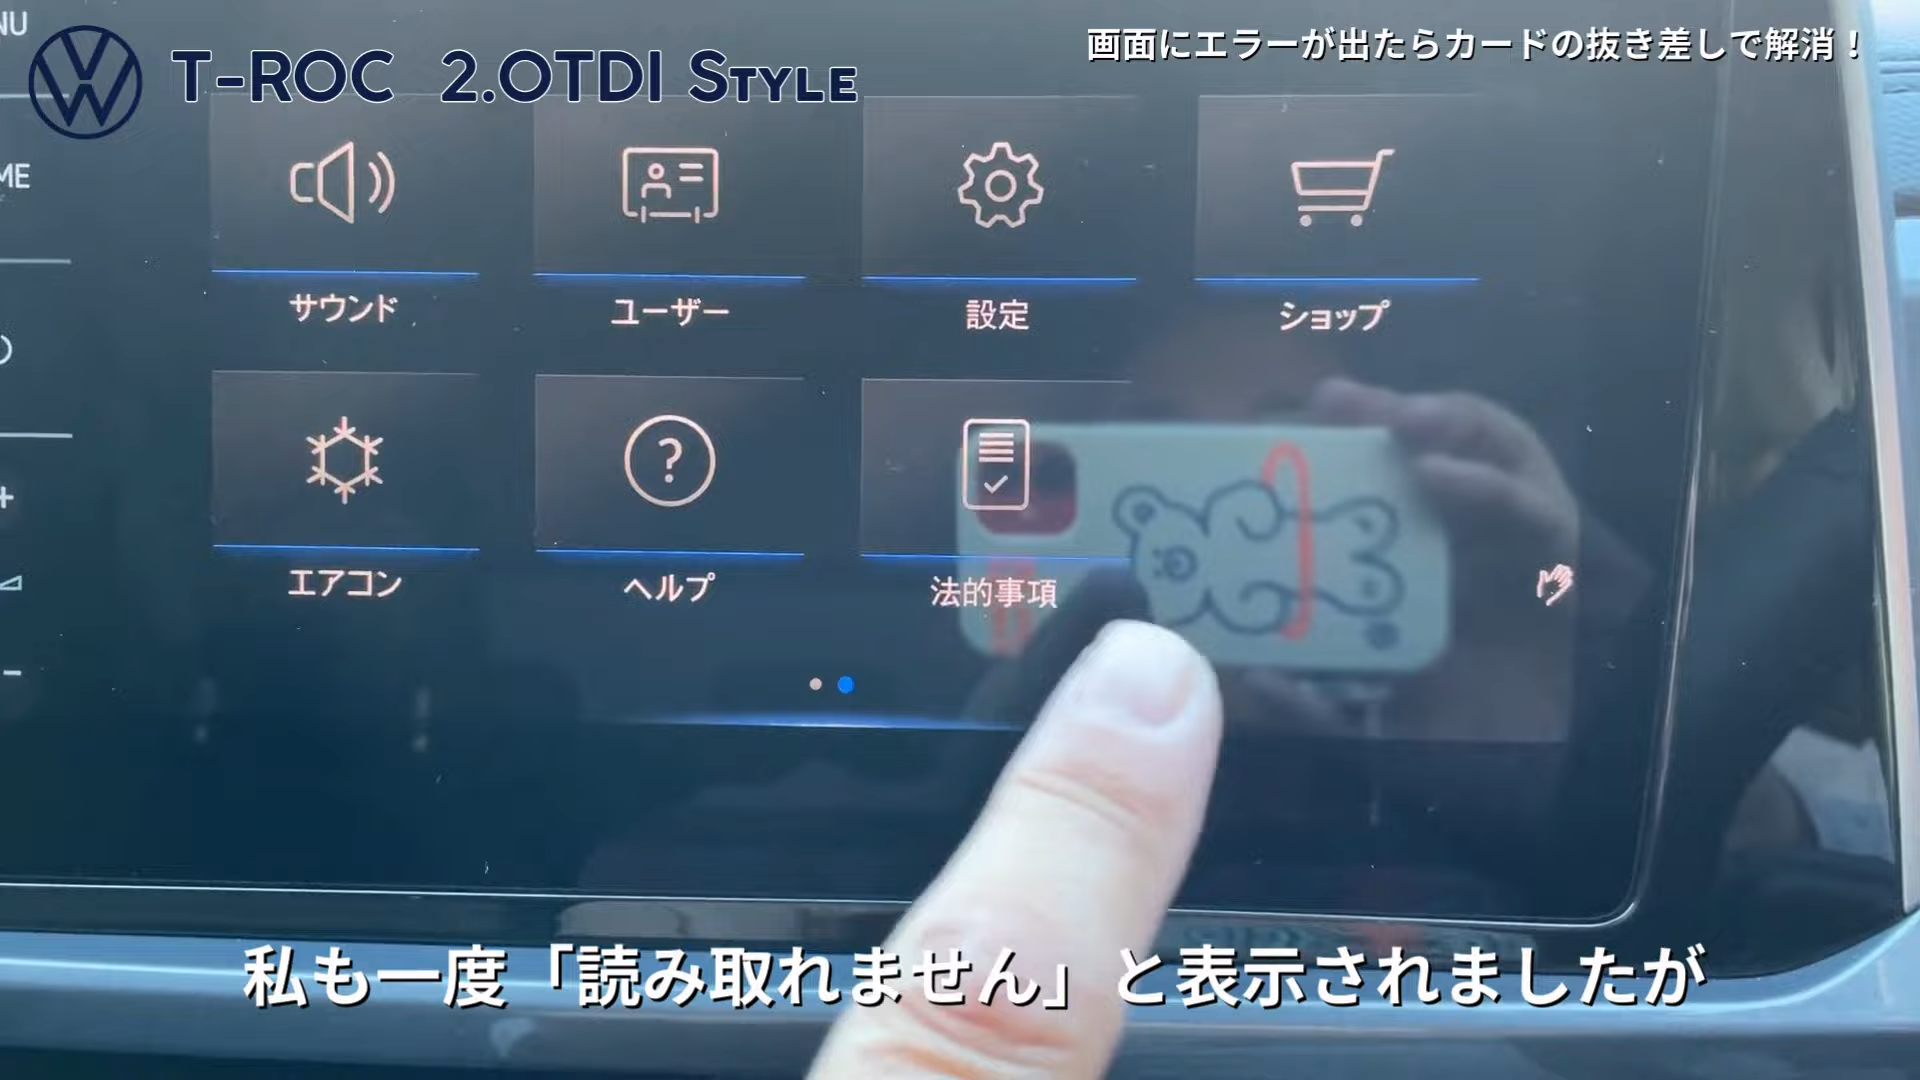 NU
T-ROC 2.0TDI STYLE
画面にエラーが出たらカードの抜き差しで解消！
ME
サウンド
ユーザー
設定
ショップ
エアコン
ヘルプ
法的事項
私も一度「読み取れません」と表示されましたが